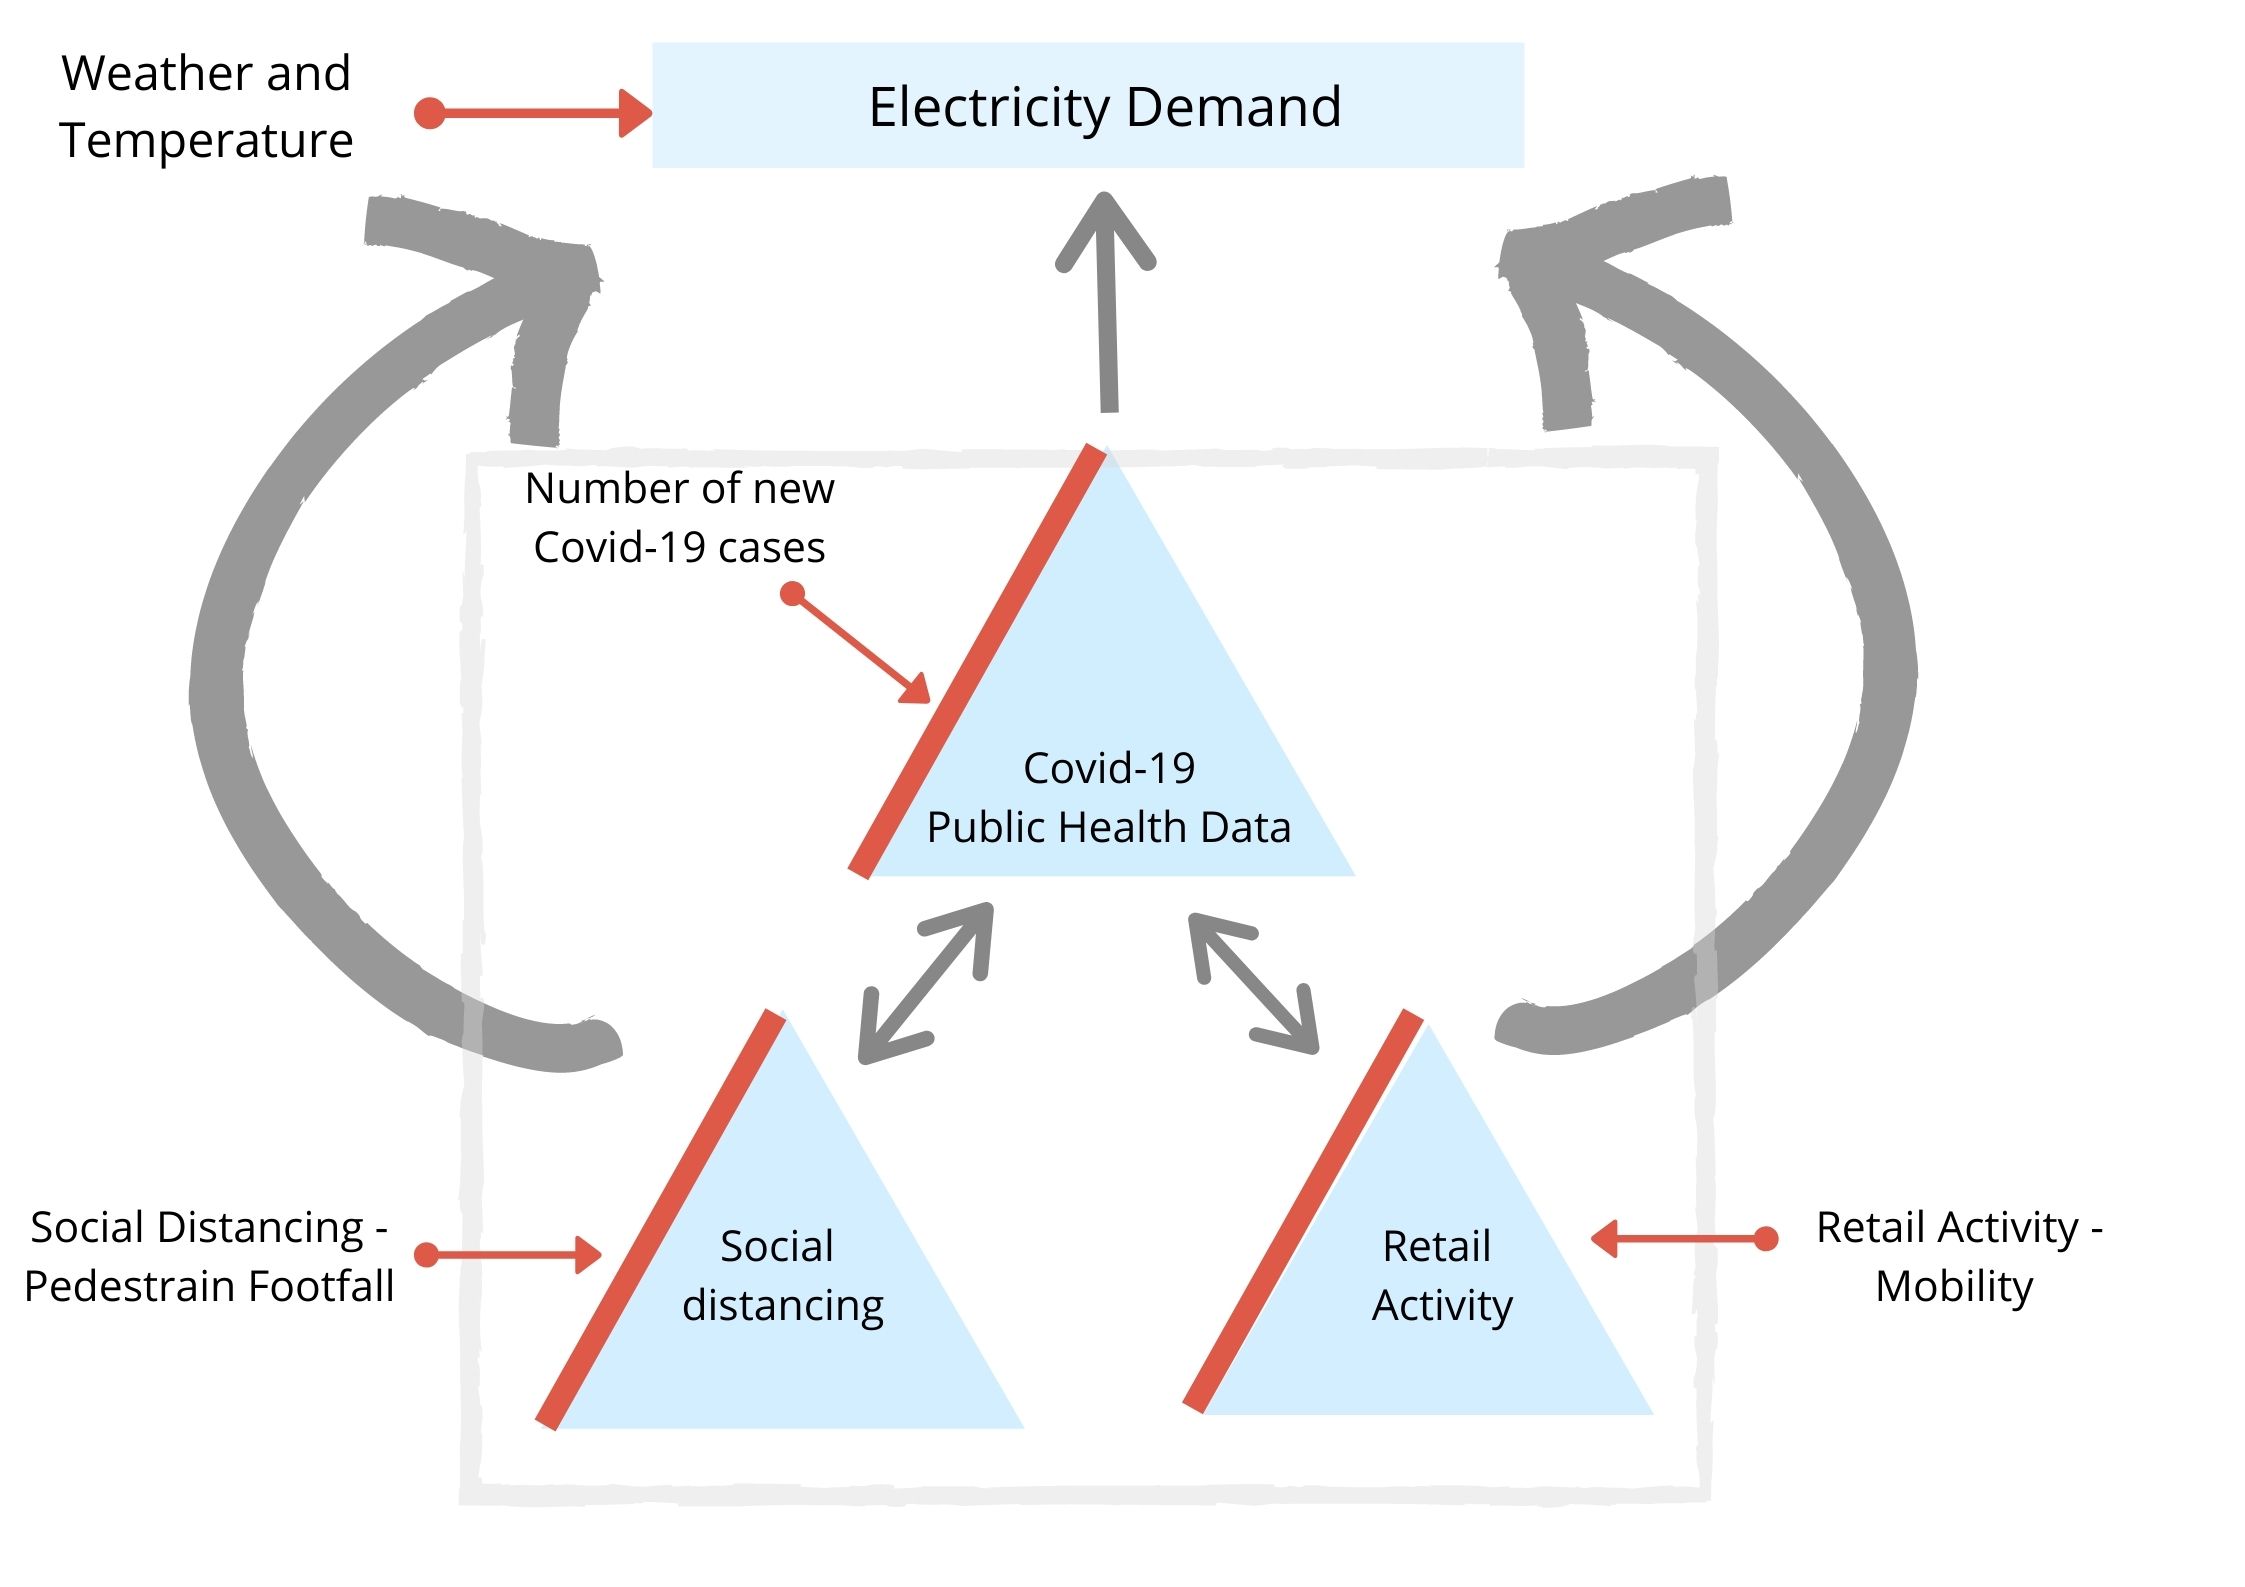 Weather and
Temperature
Electricity Demand
Number of new
Covid-19 cases
Covid-19
Public Health Data
Social Distancing -
Pedestrain Footfall
Social
distancing
Retail
Activity
Retail Activity -
Mobility